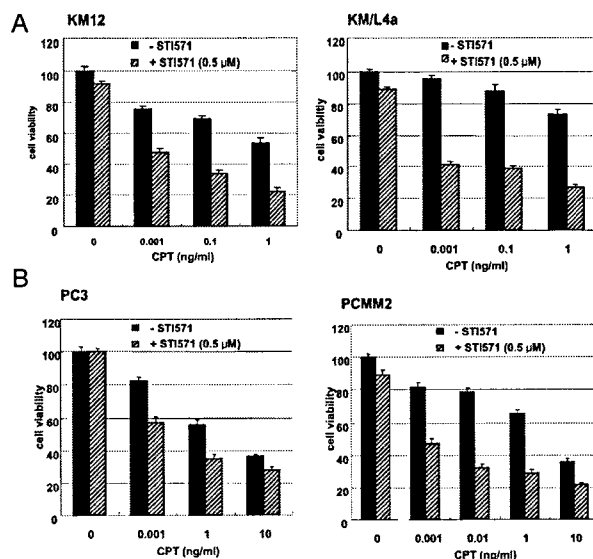 A
KM12
KM/L4a
120
- STI571
+ STI571 (0.5 µM)
100
80
60
40
20
0
cell viability
0 0.001 0.1 1
CPT (ng/ml)
120
- STI571
+ STI571 (0.5 µM)
100
80
60
40
20
0
0 0.001 0.1 1
CPT (ng/ml)
B
PC3
PCMM2
120
- STI571
+ STI571 (0.5 µM)
100
80
60
40
20
0
cell viability
0 0.001 1 10
CPT (ng/ml)
120
- STI571
+ STI571 (0.5 µM)
100
80
60
40
20
0
cell viability
0 0.001 0.01 1 10
CPT (ng/ml)